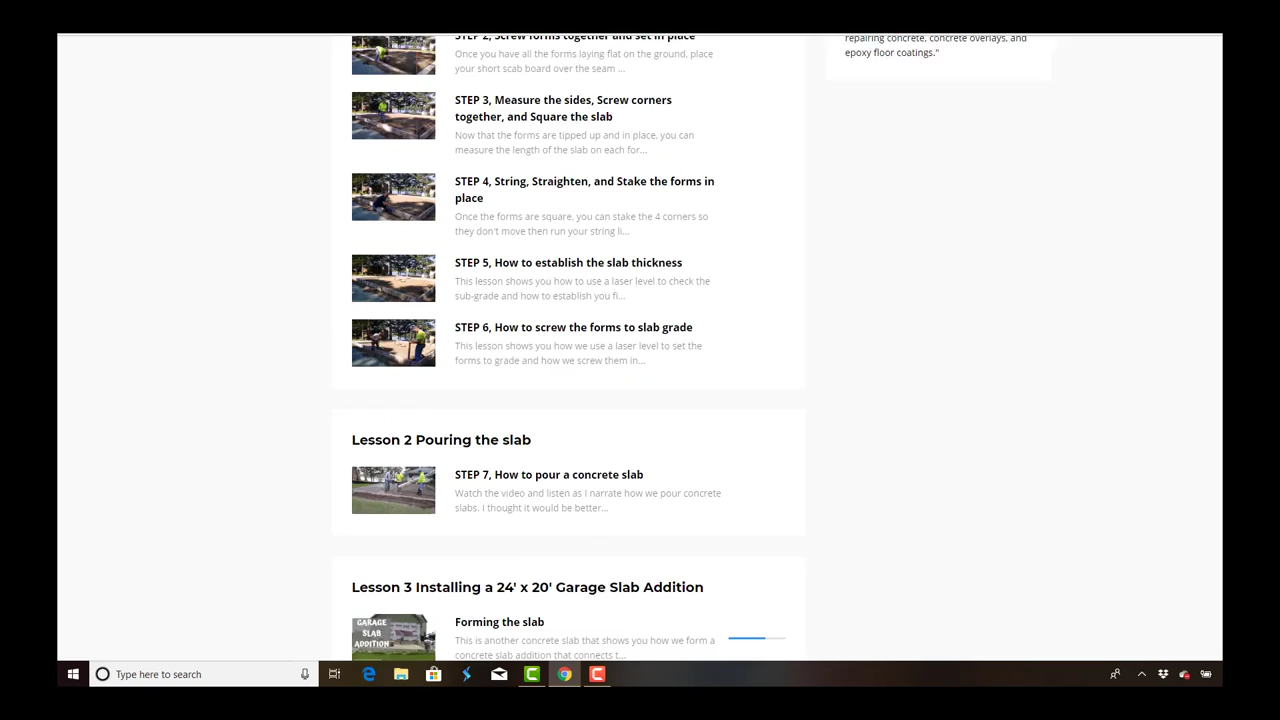 STEP 2, Screw forms together and set in place
Once you have all the forms laying flat on the ground, place
your short scab board over the seam ...
STEP 3, Measure the sides, Screw corners
together, and Square the slab
Now that the forms are tipped up and in place, you can
measure the length of the slab on each for...
STEP 4, String, Straighten, and Stake the forms in
place
Once the forms are square, you can stake the 4 corners so
they don't move then run your string li...
STEP 5, How to establish the slab thickness
This lesson shows you how to use a laser level to check the
sub-grade and how to establish you fi...
STEP 6, How to screw the forms to slab grade
This lesson shows you how we use a laser level to set the
forms to grade and how we screw them in...
Lesson 2 Pouring the slab
STEP 7, How to pour a concrete slab
Watch the video and listen as I narrate how we pour concrete
slabs. I thought it would be better...
Lesson 3 Installing a 24' x 20' Garage Slab Addition
GARAGE
SLAB
ADDITION
Forming the slab
This is another concrete slab that shows you how we form a
concrete slab addition that connects t...
repairing concrete, concrete overlays, and
epoxy floor coatings."
Type here to search